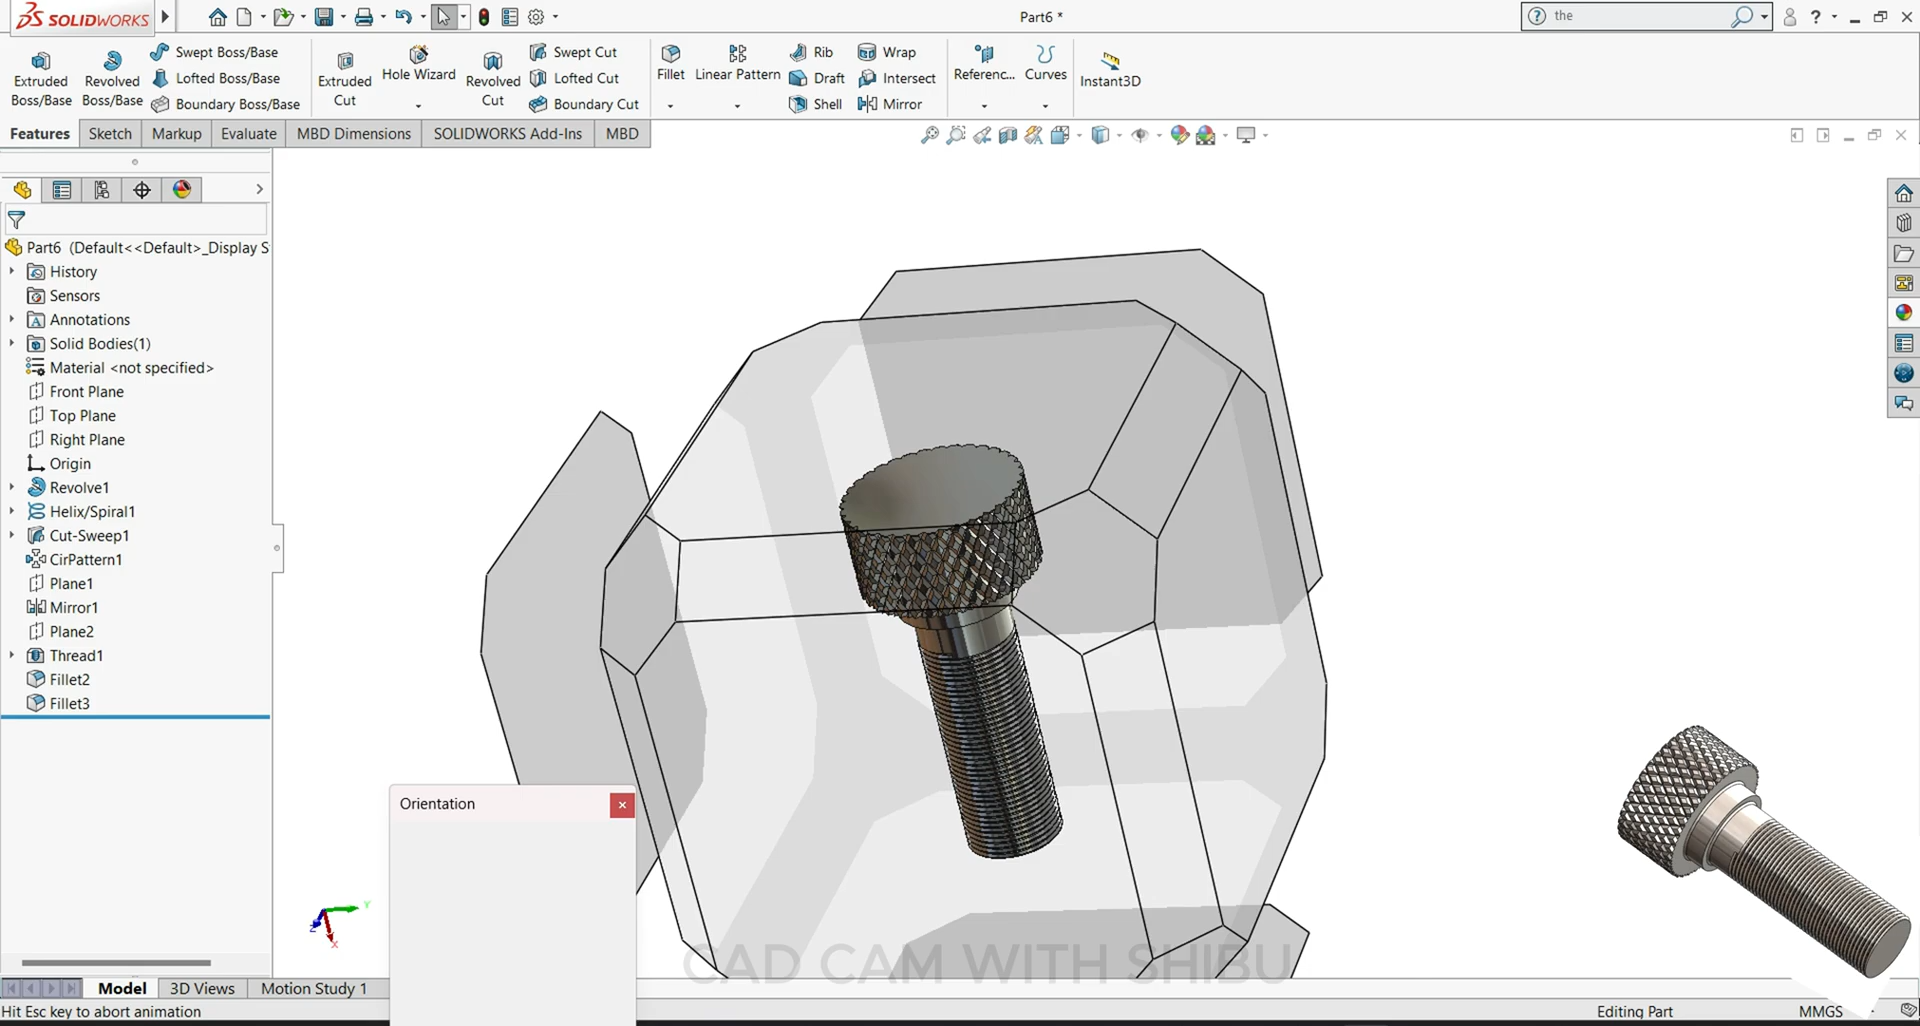 SOLIDWORKS
Part6 *
the
?
Extruded Boss/Base
Revolved Boss/Base
Swept Boss/Base
Lofted Boss/Base
Boundary Boss/Base
Extruded Cut
Hole Wizard
Revolved Cut
Swept Cut
Lofted Cut
Boundary Cut
Fillet
Linear Pattern
Rib
Draft
Shell
Wrap
Intersect
Mirror
Referenc...
Curves
Instant3D
Features
Sketch
Markup
Evaluate
MBD Dimensions
SOLIDWORKS Add-Ins
MBD
Part6 (Default<<Default>_Display S
History
Sensors
Annotations
Solid Bodies(1)
Material <not specified>
Front Plane
Top Plane
Right Plane
Origin
Revolve1
Helix/Spiral1
Cut-Sweep1
CirPattern1
Plane1
Mirror1
Plane2
Thread1
Fillet2
Fillet3
Orientation
Y
Z
X
CAD CAM WITH SHIBU
Model
3D Views
Motion Study 1
Hit Esc key to abort animation
Editing Part
MMGS